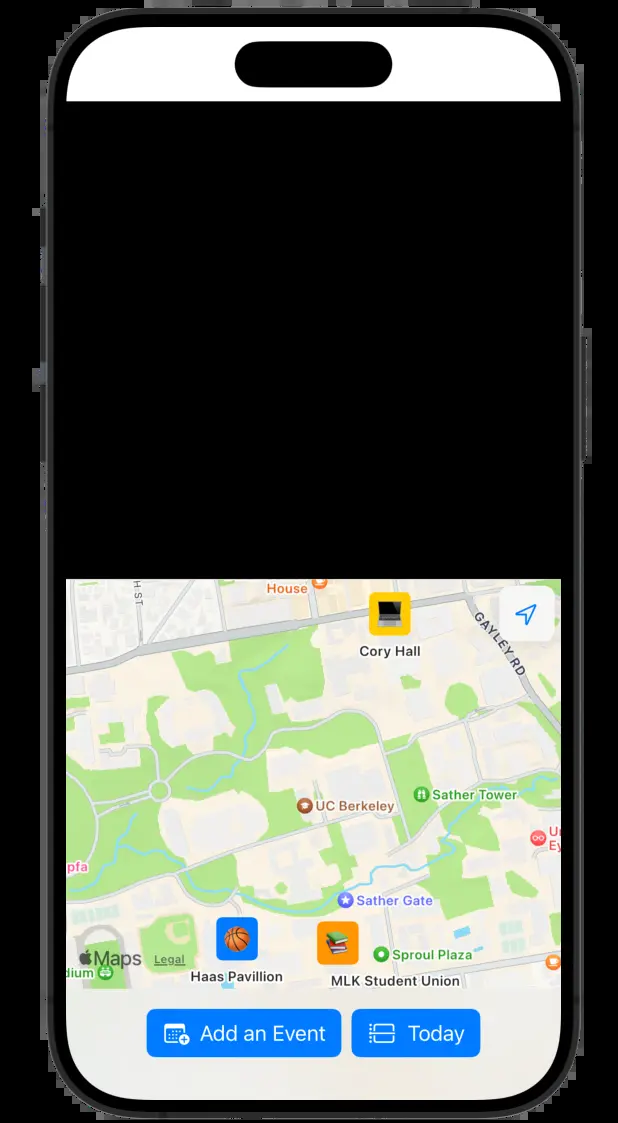 House
H ST
Cory Hall
GAYLEY RD
Sather Tower
UC Berkeley
pfa
Sather Gate
Sproul Plaza
Maps
Legal
dium
Haas Pavillion
MLK Student Union
Add an Event
Today